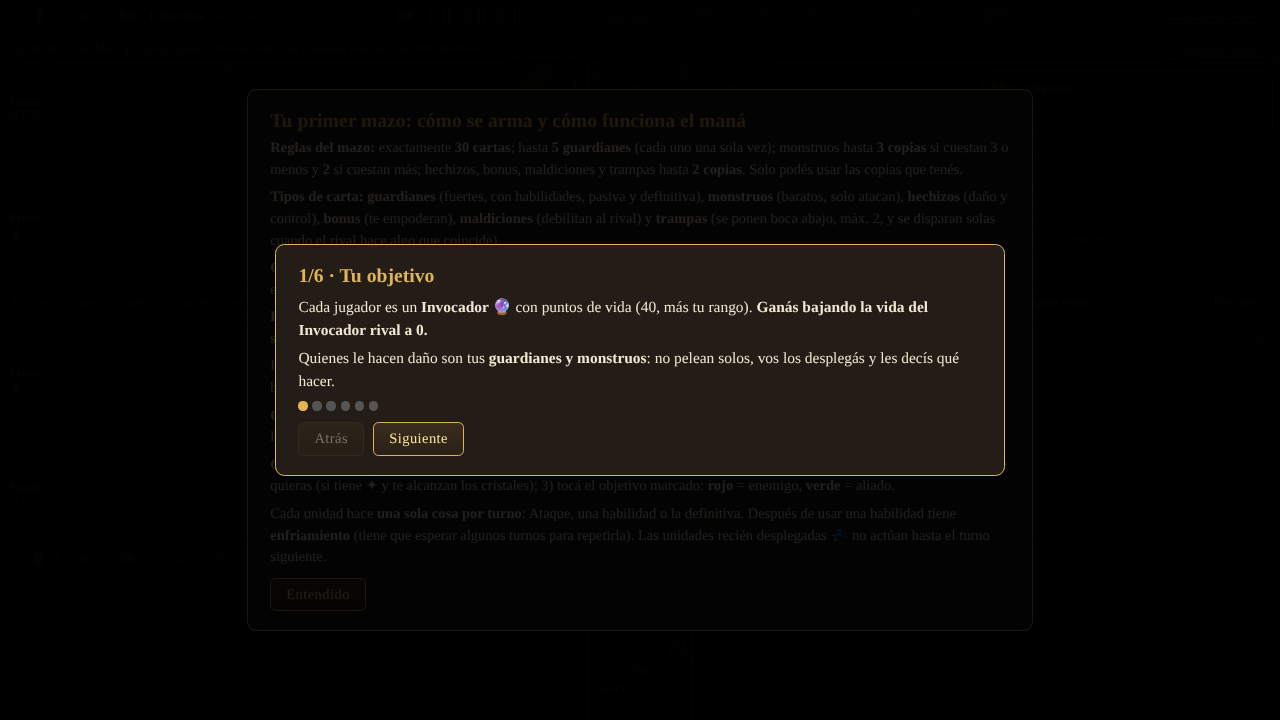 Tu primer mazo: cómo se arma y cómo funciona el maná
Reglas del mazo: exactamente 30 cartas; hasta 5 guardianes (cada uno una sola vez); monstruos hasta 3 copias si cuestan 3 o
menos y 2 si cuestan más; hechizos, bonus, maldiciones y trampas hasta 2 copias. Solo podés usar las copias que tenés.
Tipos de carta: guardianes (fuertes, con habilidades, pasiva y definitiva), monstruos (baratos, solo atacan), hechizos (daño y
control), bonus (te empoderan), maldiciones (debilitan al rival) y trampas (se ponen boca abajo, máx. 2, y se disparan solas
cuando el rival hace algo que coincide).
1/6 · Tu objetivo
Cada jugador es un Invocador 🔮 con puntos de vida (40, más tu rango). Ganás bajando la vida del
Invocador rival a 0.
Quienes le hacen daño son tus guardianes y monstruos: no pelean solos, vos los desplegás y les decís qué
hacer.
Atrás Siguiente
quieras (si tiene ✦ y te alcanzan los cristales); 3) tocá el objetivo marcado: rojo = enemigo, verde = aliado.
Cada unidad hace una sola cosa por turno: Ataque, una habilidad o la definitiva. Después de usar una habilidad tiene
enfriamiento (tiene que esperar algunos turnos para repetirla). Las unidades recién desplegadas 💤 no actúan hasta el turno
siguiente.
Entendido